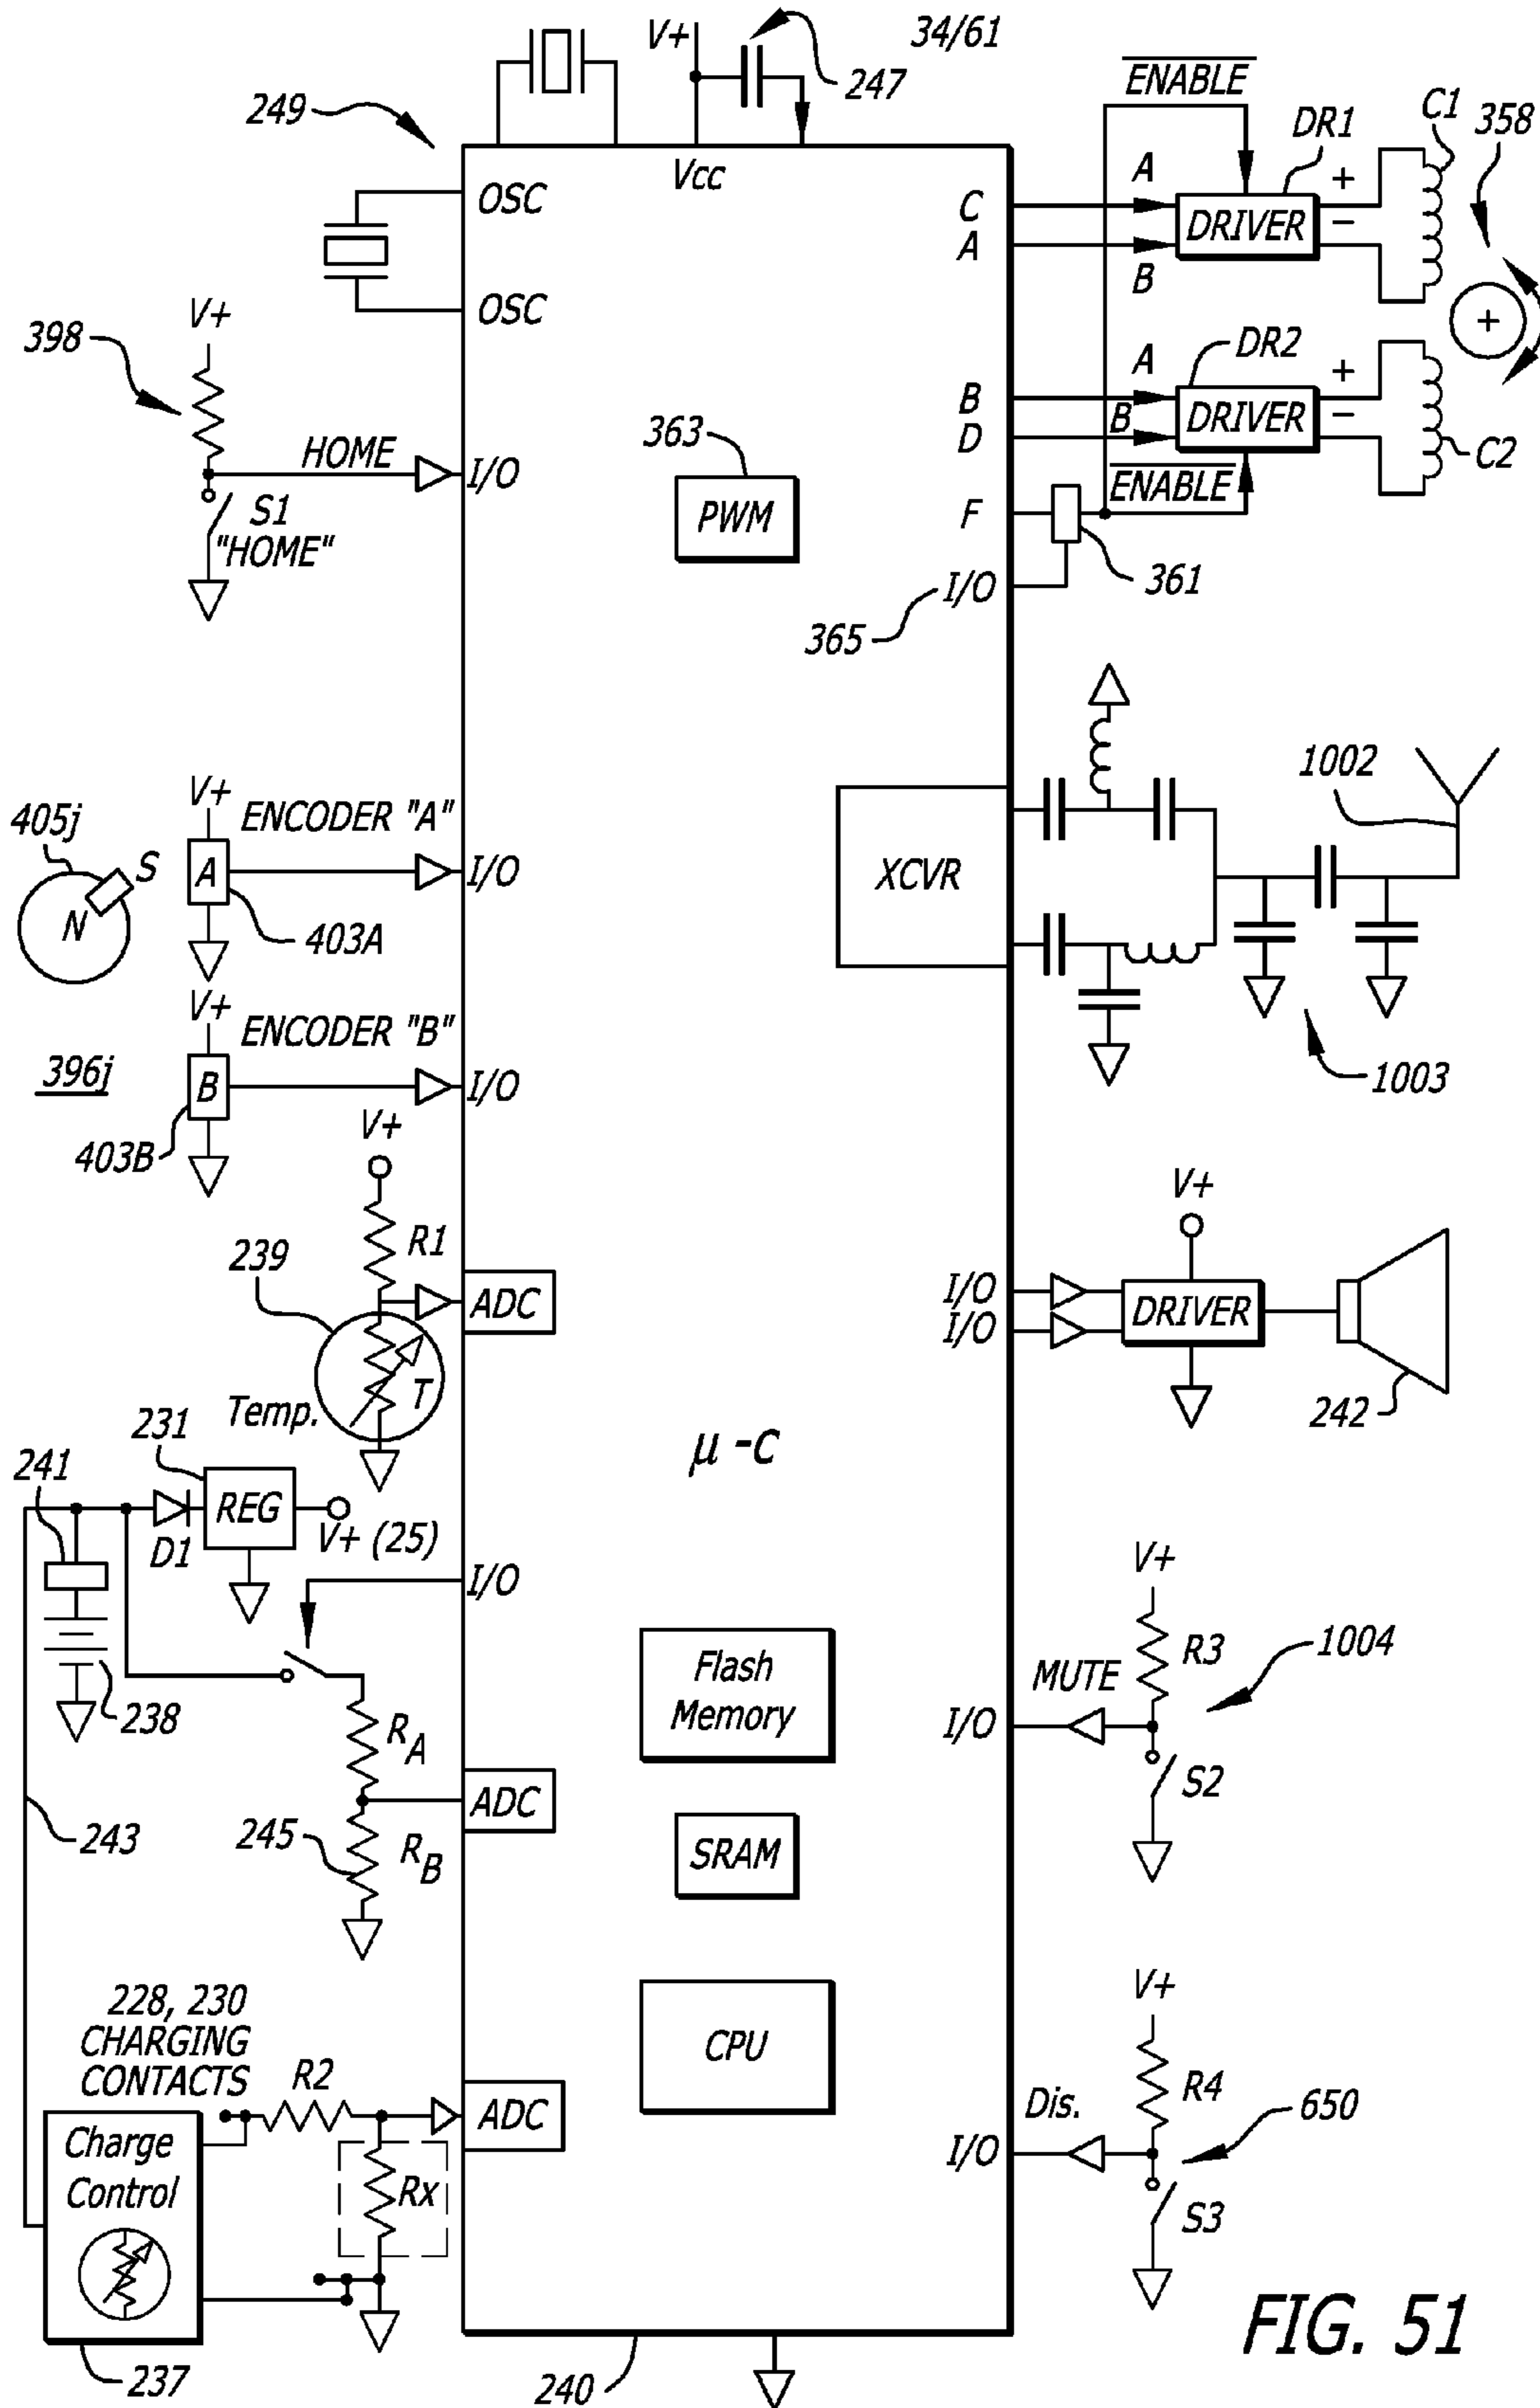 V+
34/61
247
249
ENABLE
DR1
C1
358
OSC
Vcc
C
A
A
B
DRIVER
+
-
OSC
V+
398
HOME
I/O
S1
"HOME"
363
PWM
DR2
A
B
B
D
DRIVER
+
-
C2
+
ENABLE
F
361
I/O
365
405j
S
N
V+
ENCODER "A"
A
I/O
403A
V+
ENCODER "B"
396j
B
I/O
403B
XCVR
1002
1003
V+
R1
239
ADC
T
Temp.
V+
I/O
I/O
DRIVER
242
μ-c
231
241
REG
D1
V+ (25)
I/O
238
RA
ADC
245
RB
243
Flash
Memory
SRAM
CPU
V+
R3
1004
MUTE
I/O
S2
228, 230
CHARGING
CONTACTS
R2
ADC
Charge
Control
Rx
237
V+
R4
Dis.
650
I/O
S3
240
FIG. 51